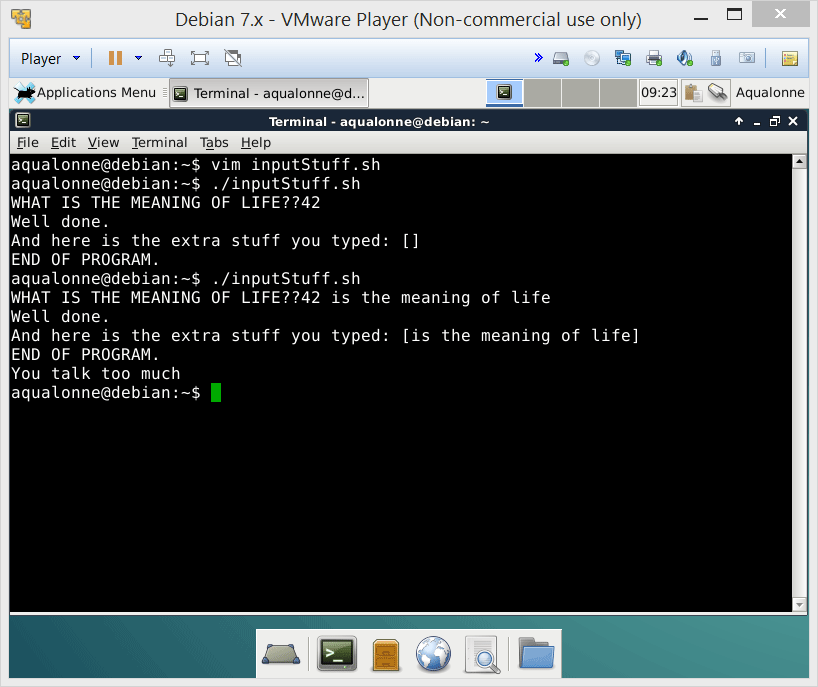 Debian 7.x - VMware Player (Non-commercial use only)
Player
Applications Menu
Terminal - aqualonne@d...
09:23
Aqualonne
Terminal - aqualonne@debian: ~
File Edit View Terminal Tabs Help
aqualonne@debian:~$ vim inputStuff.sh
aqualonne@debian:~$ ./inputStuff.sh
WHAT IS THE MEANING OF LIFE??42
Well done.
And here is the extra stuff you typed: []
END OF PROGRAM.
aqualonne@debian:~$ ./inputStuff.sh
WHAT IS THE MEANING OF LIFE??42 is the meaning of life
Well done.
And here is the extra stuff you typed: [is the meaning of life]
END OF PROGRAM.
You talk too much
aqualonne@debian:~$